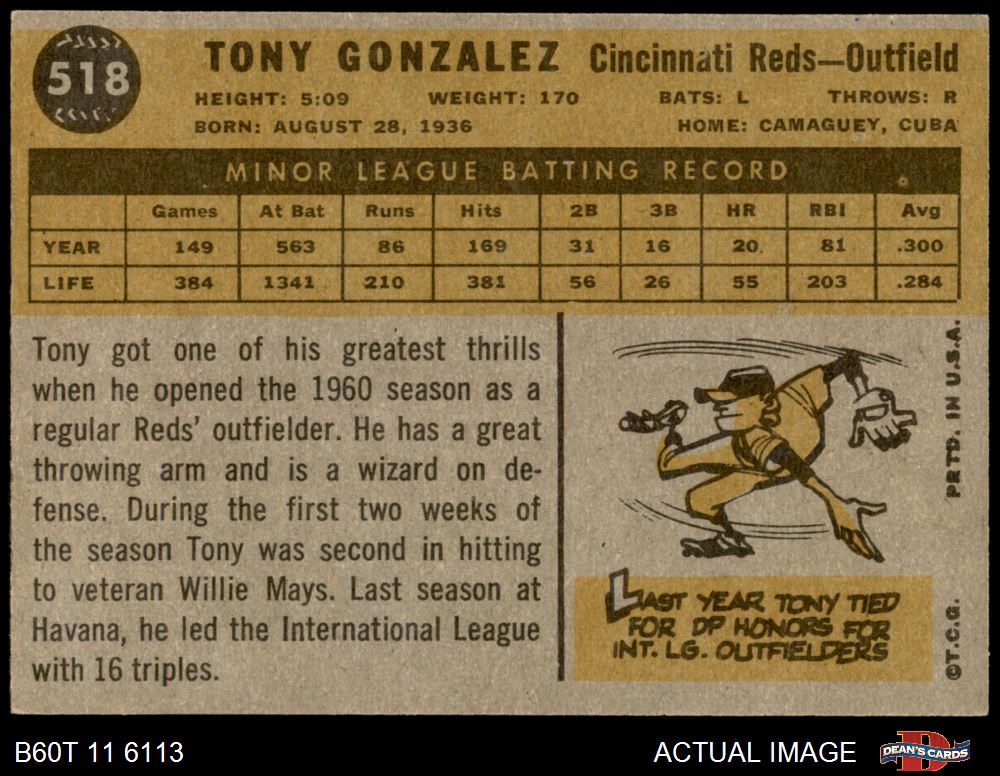 518
TONY GONZALEZ Cincinnati Reds—Outfield
HEIGHT: 5:09 WEIGHT: 170 BATS: L THROWS: R
BORN: AUGUST 28, 1936 HOME: CAMAGUEY, CUBA
MINOR LEAGUE BATTING RECORD
Games At Bat Runs Hits 2B 3B HR RBI Avg
YEAR 149 563 86 169 31 16 20 81 .300
LIFE 384 1341 210 381 56 26 55 203 .284
Tony got one of his greatest thrills
when he opened the 1960 season as a
regular Reds' outfielder. He has a great
throwing arm and is a wizard on de-
fense. During the first two weeks of
the season Tony was second in hitting
to veteran Willie Mays. Last season at
Havana, he led the International League
with 16 triples.
LAST YEAR TONY TIED
FOR DP HONORS FOR
INT. LG. OUTFIELDERS
©T.C.G. PRTD. IN U.S.A.
B60T 11 6113
ACTUAL IMAGE
D
DEAN'S CARDS